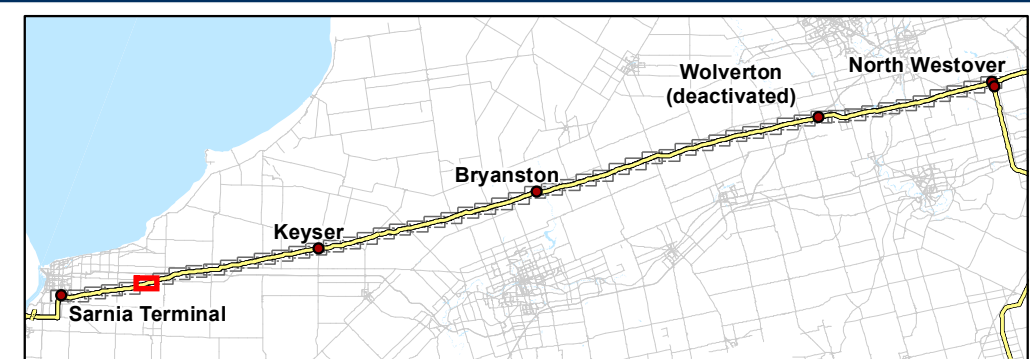 North Westover
Wolverton
(deactivated)
Bryanston
Keyser
Sarnia Terminal